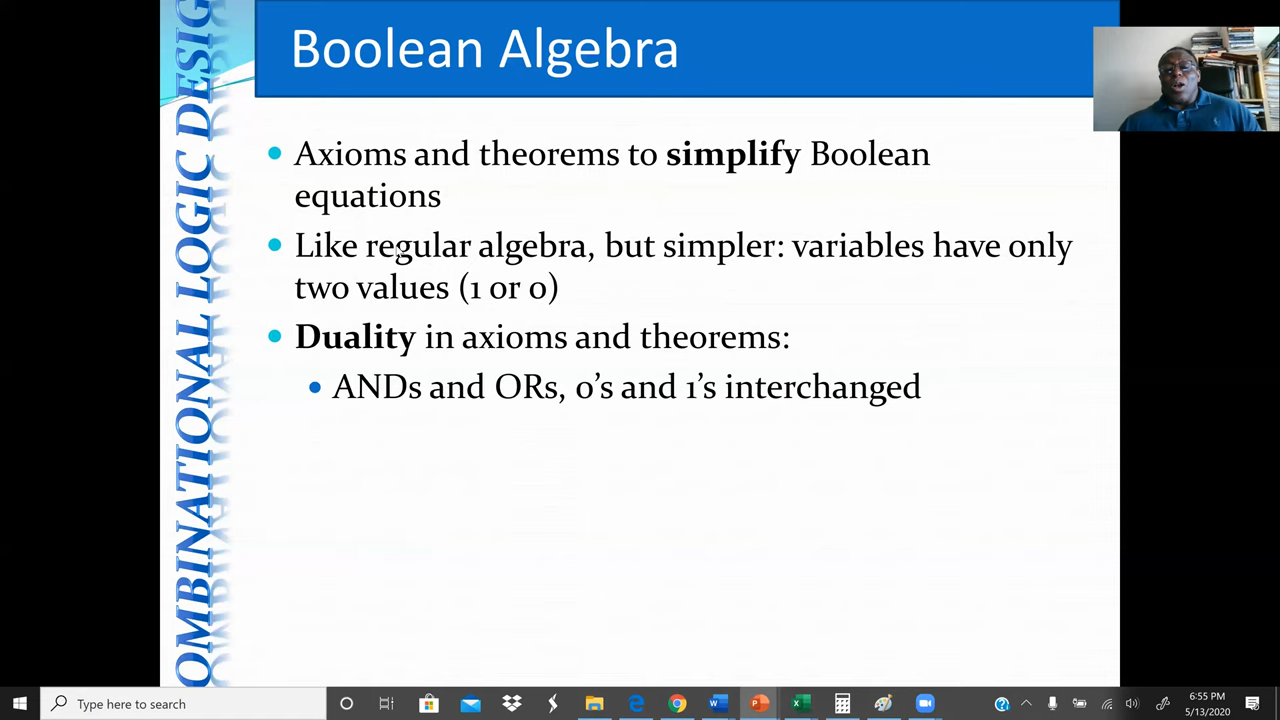 Boolean Algebra
OMBINATIONAL LOGIC DESIG
• Axioms and theorems to simplify Boolean
equations
• Like regular algebra, but simpler: variables have only
two values (1 or 0)
• Duality in axioms and theorems:
• ANDs and ORs, 0's and 1's interchanged
Type here to search
6:55 PM
5/13/2020